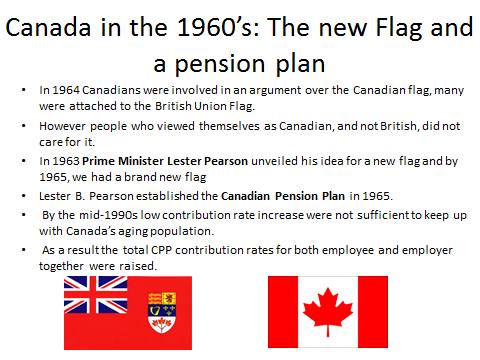 Canada in the 1960’s: The new Flag and
a pension plan
• In 1964 Canadians were involved in an argument over the Canadian flag, many
were attached to the British Union Flag.
• However people who viewed themselves as Canadian, and not British, did not
care for it.
• In 1963 Prime Minister Lester Pearson unveiled his idea for a new flag and by
1965, we had a brand new flag
• Lester B. Pearson established the Canadian Pension Plan in 1965.
• By the mid-1990s low contribution rate increase were not sufficient to keep up
with Canada’s aging population.
• As a result the total CPP contribution rates for both employee and employer
together were raised.